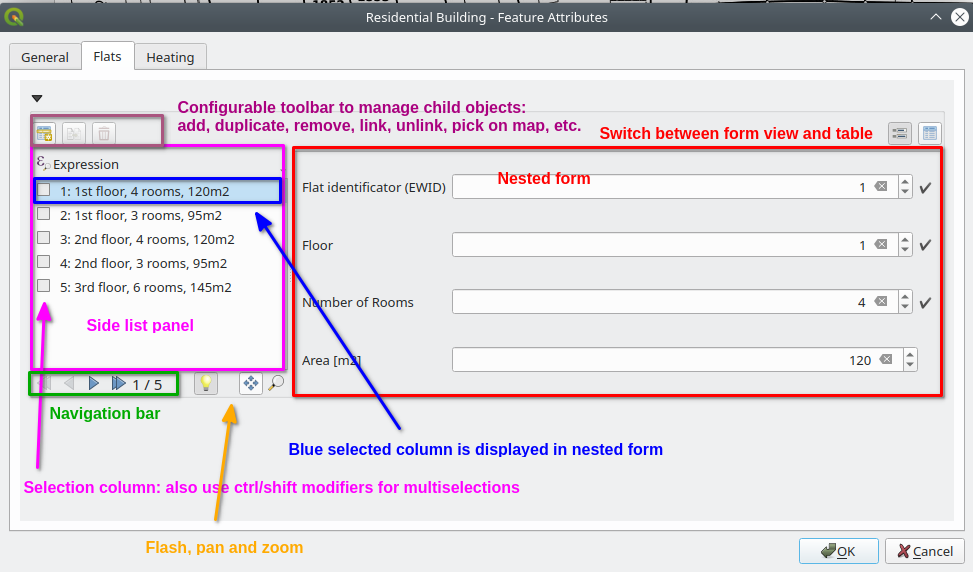 Residential Building - Feature Attributes
General
Flats
Heating
Configurable toolbar to manage child objects:
add, duplicate, remove, link, unlink, pick on map, etc.
Switch between form view and table
Expression
1: 1st floor, 4 rooms, 120m2
2: 1st floor, 3 rooms, 95m2
3: 2nd floor, 4 rooms, 120m2
4: 2nd floor, 3 rooms, 95m2
5: 3rd floor, 6 rooms, 145m2
Side list panel
Nested form
Flat identificator (EWID)
1
Floor
1
Number of Rooms
4
Area [m2]
120
1 / 5
Navigation bar
Blue selected column is displayed in nested form
Selection column: also use ctrl/shift modifiers for multiselections
Flash, pan and zoom
OK
Cancel